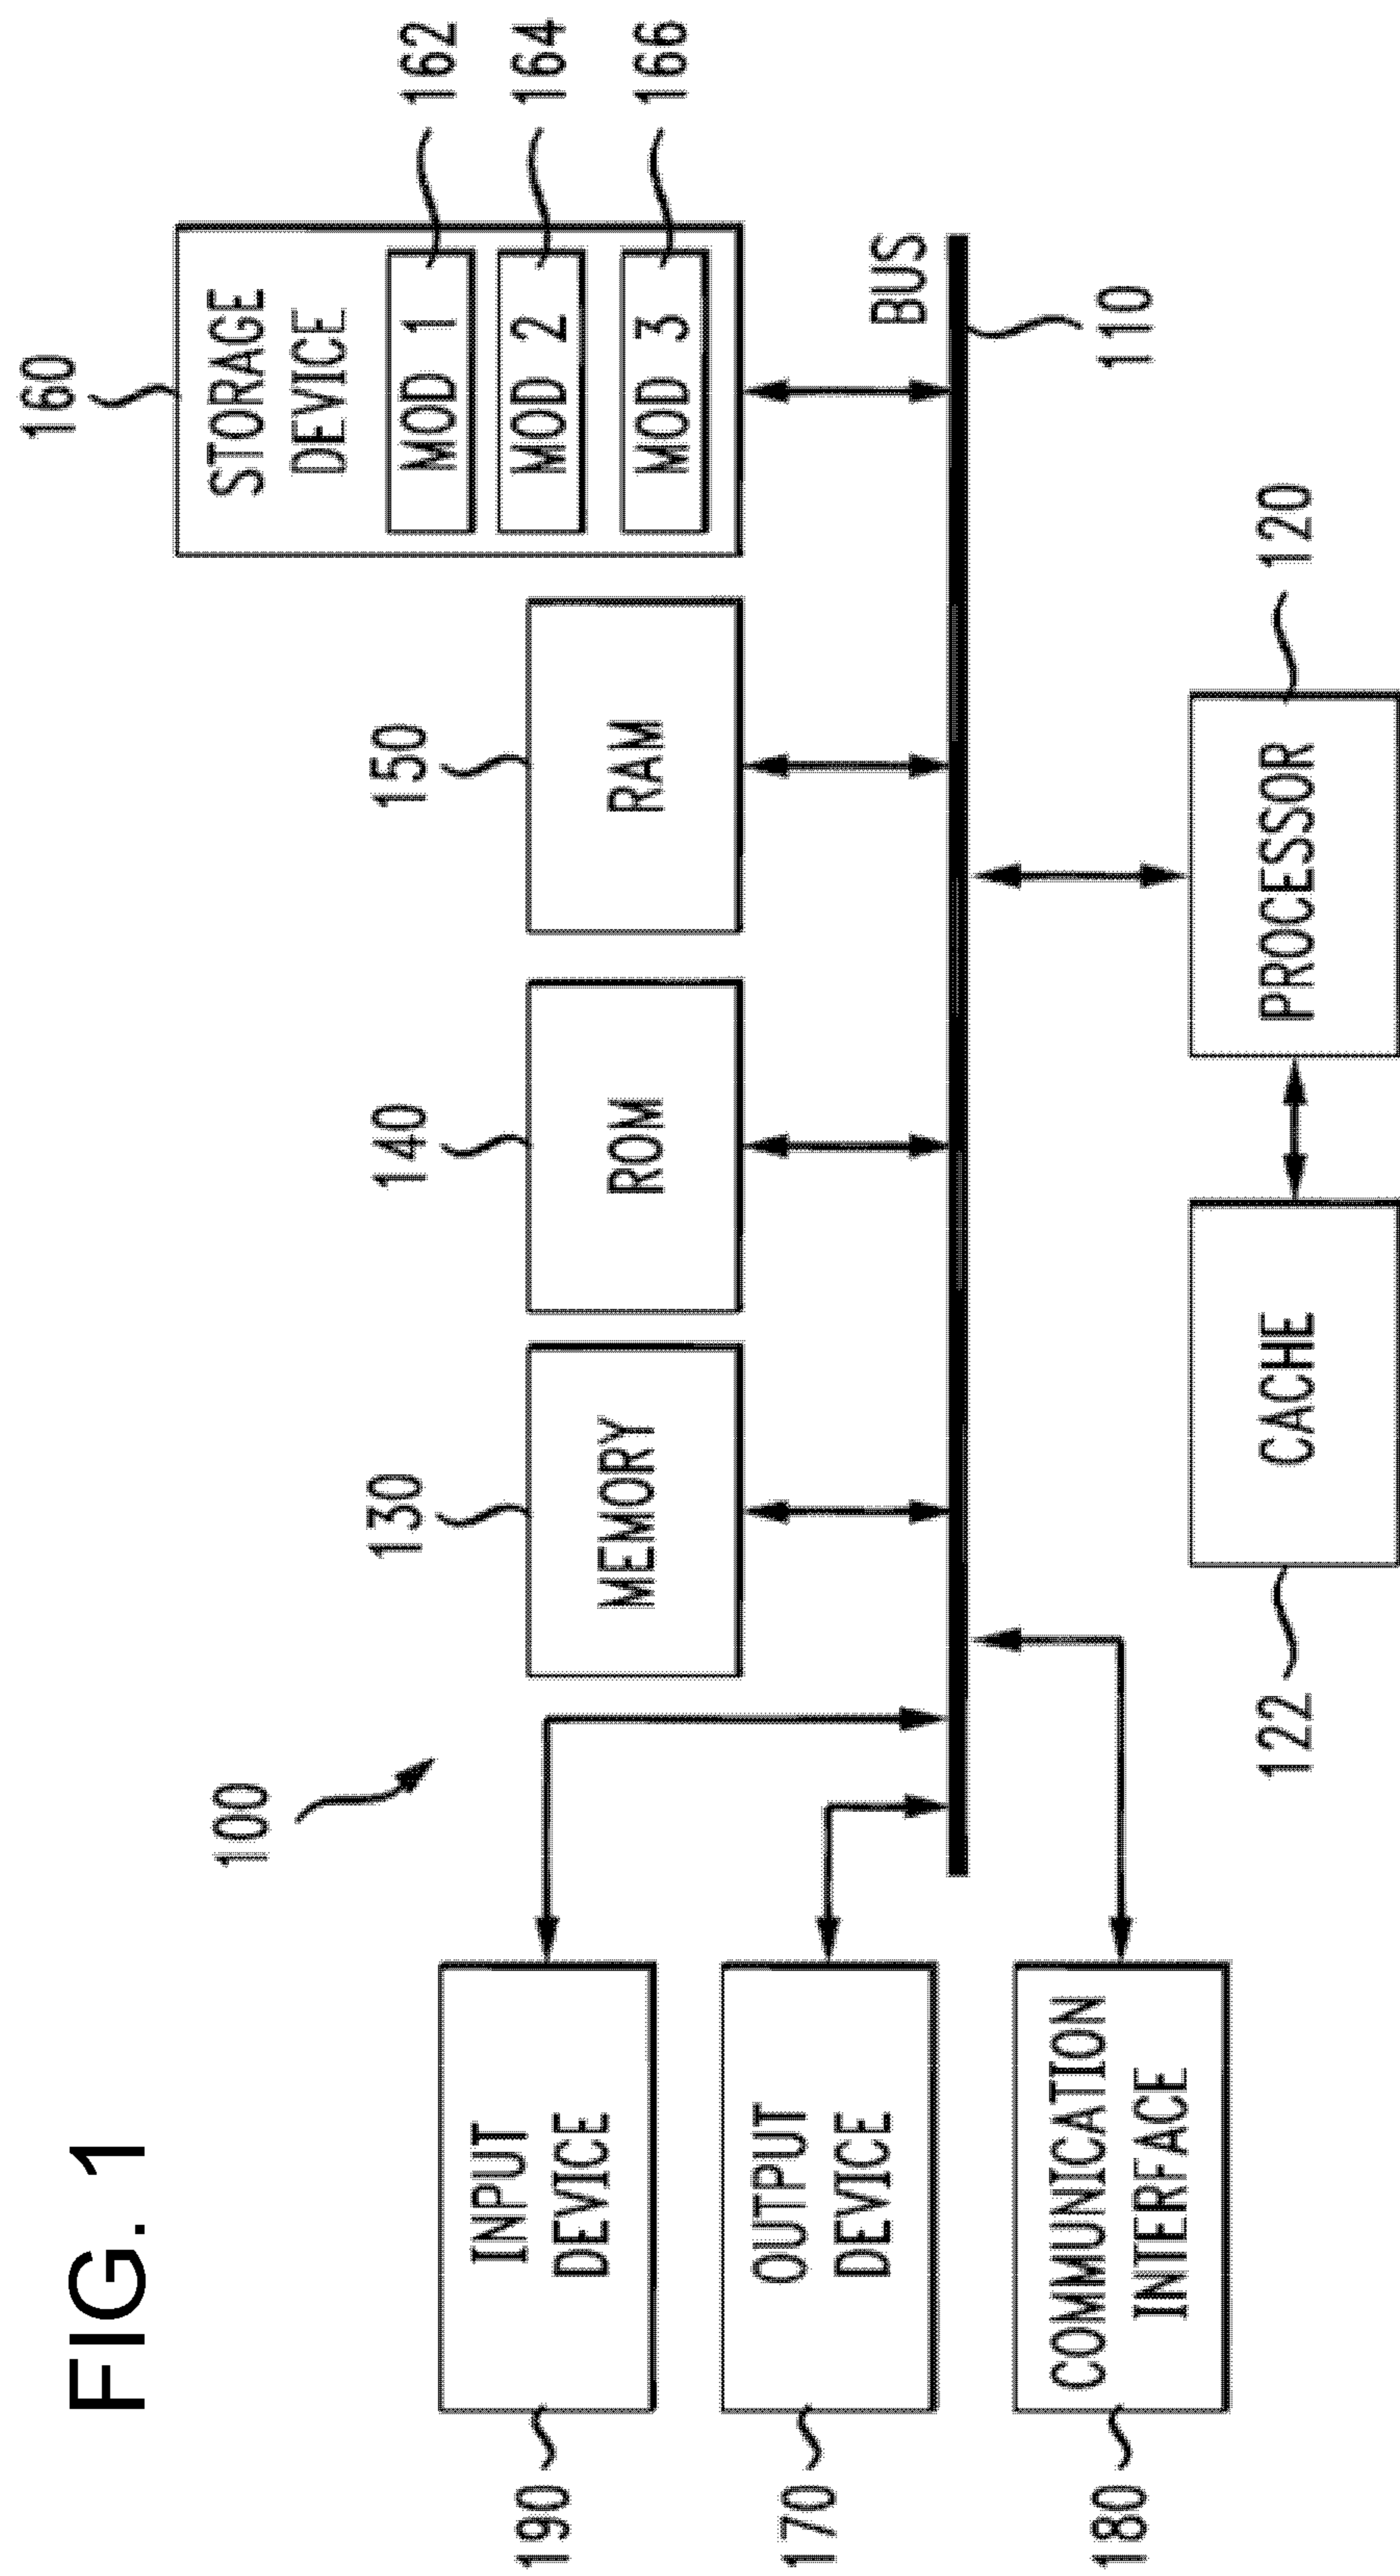 FIG. 1
100
160
STORAGE
DEVICE
MOD 1
MOD 2
MOD 3
162
164
166
130
MEMORY
140
ROM
150
RAM
190
INPUT
DEVICE
170
OUTPUT
DEVICE
180
COMMUNICATION
INTERFACE
BUS
110
122
CACHE
PROCESSOR
120